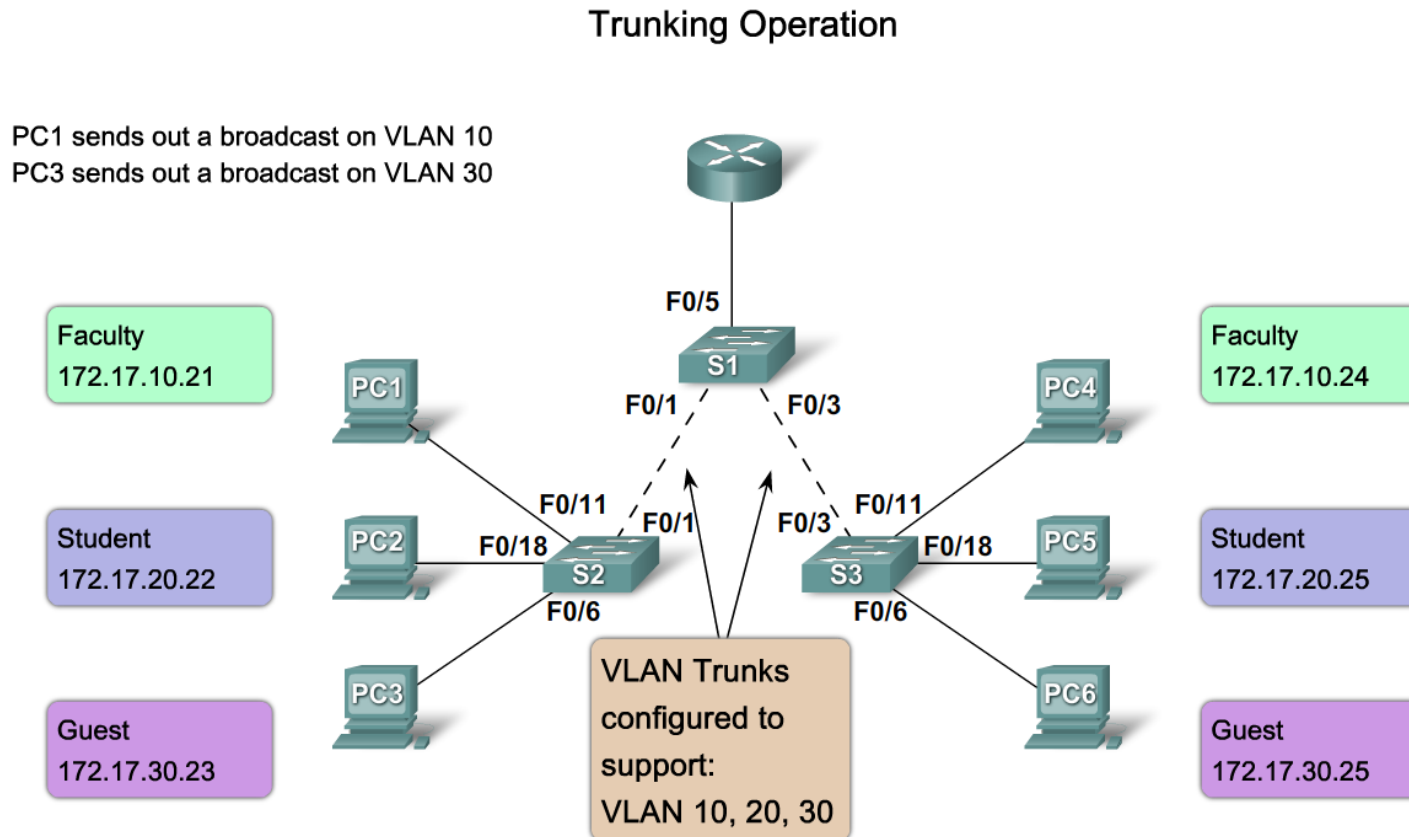 Trunking Operation
PC1 sends out a broadcast on VLAN 10
PC3 sends out a broadcast on VLAN 30
F0/5
S1
F0/1
F0/3
Faculty
172.17.10.21
PC1
F0/11
Student
172.17.20.22
PC2
F0/18
F0/1
S2
F0/6
Guest
172.17.30.23
PC3
Faculty
172.17.10.24
PC4
F0/11
F0/3
Student
172.17.20.25
PC5
F0/18
S3
F0/6
Guest
172.17.30.25
PC6
VLAN Trunks
configured to
support:
VLAN 10, 20, 30